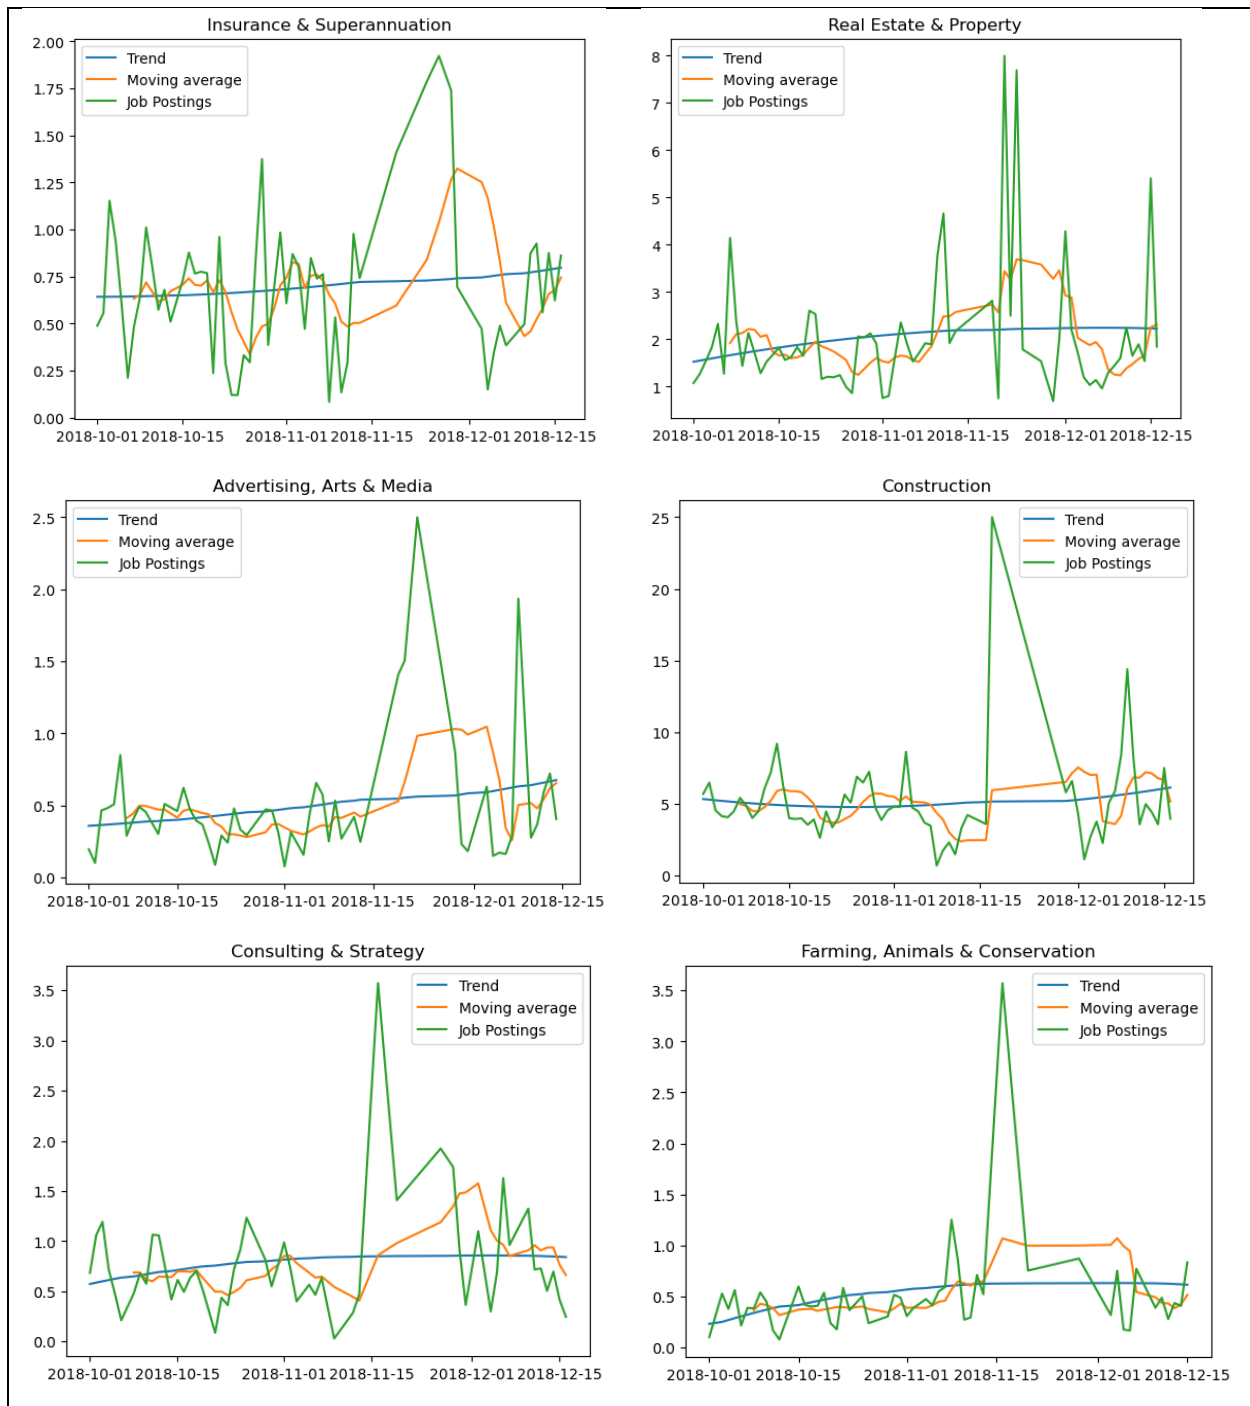 Insurance & Superannuation
2.00
1.75
1.50
1.25
1.00
0.75
0.50
0.25
0.00
Trend
Moving average
Job Postings
2018-10-01 2018-10-15 2018-11-01 2018-11-15 2018-12-01 2018-12-15
Real Estate & Property
8
7
6
5
4
3
2
1
Trend
Moving average
Job Postings
2018-10-01 2018-10-15 2018-11-01 2018-11-15 2018-12-01 2018-12-15
Advertising, Arts & Media
2.5
2.0
1.5
1.0
0.5
0.0
Trend
Moving average
Job Postings
2018-10-01 2018-10-15 2018-11-01 2018-11-15 2018-12-01 2018-12-15
Construction
25
20
15
10
5
0
Trend
Moving average
Job Postings
2018-10-01 2018-10-15 2018-11-01 2018-11-15 2018-12-01 2018-12-15
Consulting & Strategy
3.5
3.0
2.5
2.0
1.5
1.0
0.5
0.0
Trend
Moving average
Job Postings
2018-10-01 2018-10-15 2018-11-01 2018-11-15 2018-12-01 2018-12-15
Farming, Animals & Conservation
3.5
3.0
2.5
2.0
1.5
1.0
0.5
0.0
Trend
Moving average
Job Postings
2018-10-01 2018-10-15 2018-11-01 2018-11-15 2018-12-01 2018-12-15